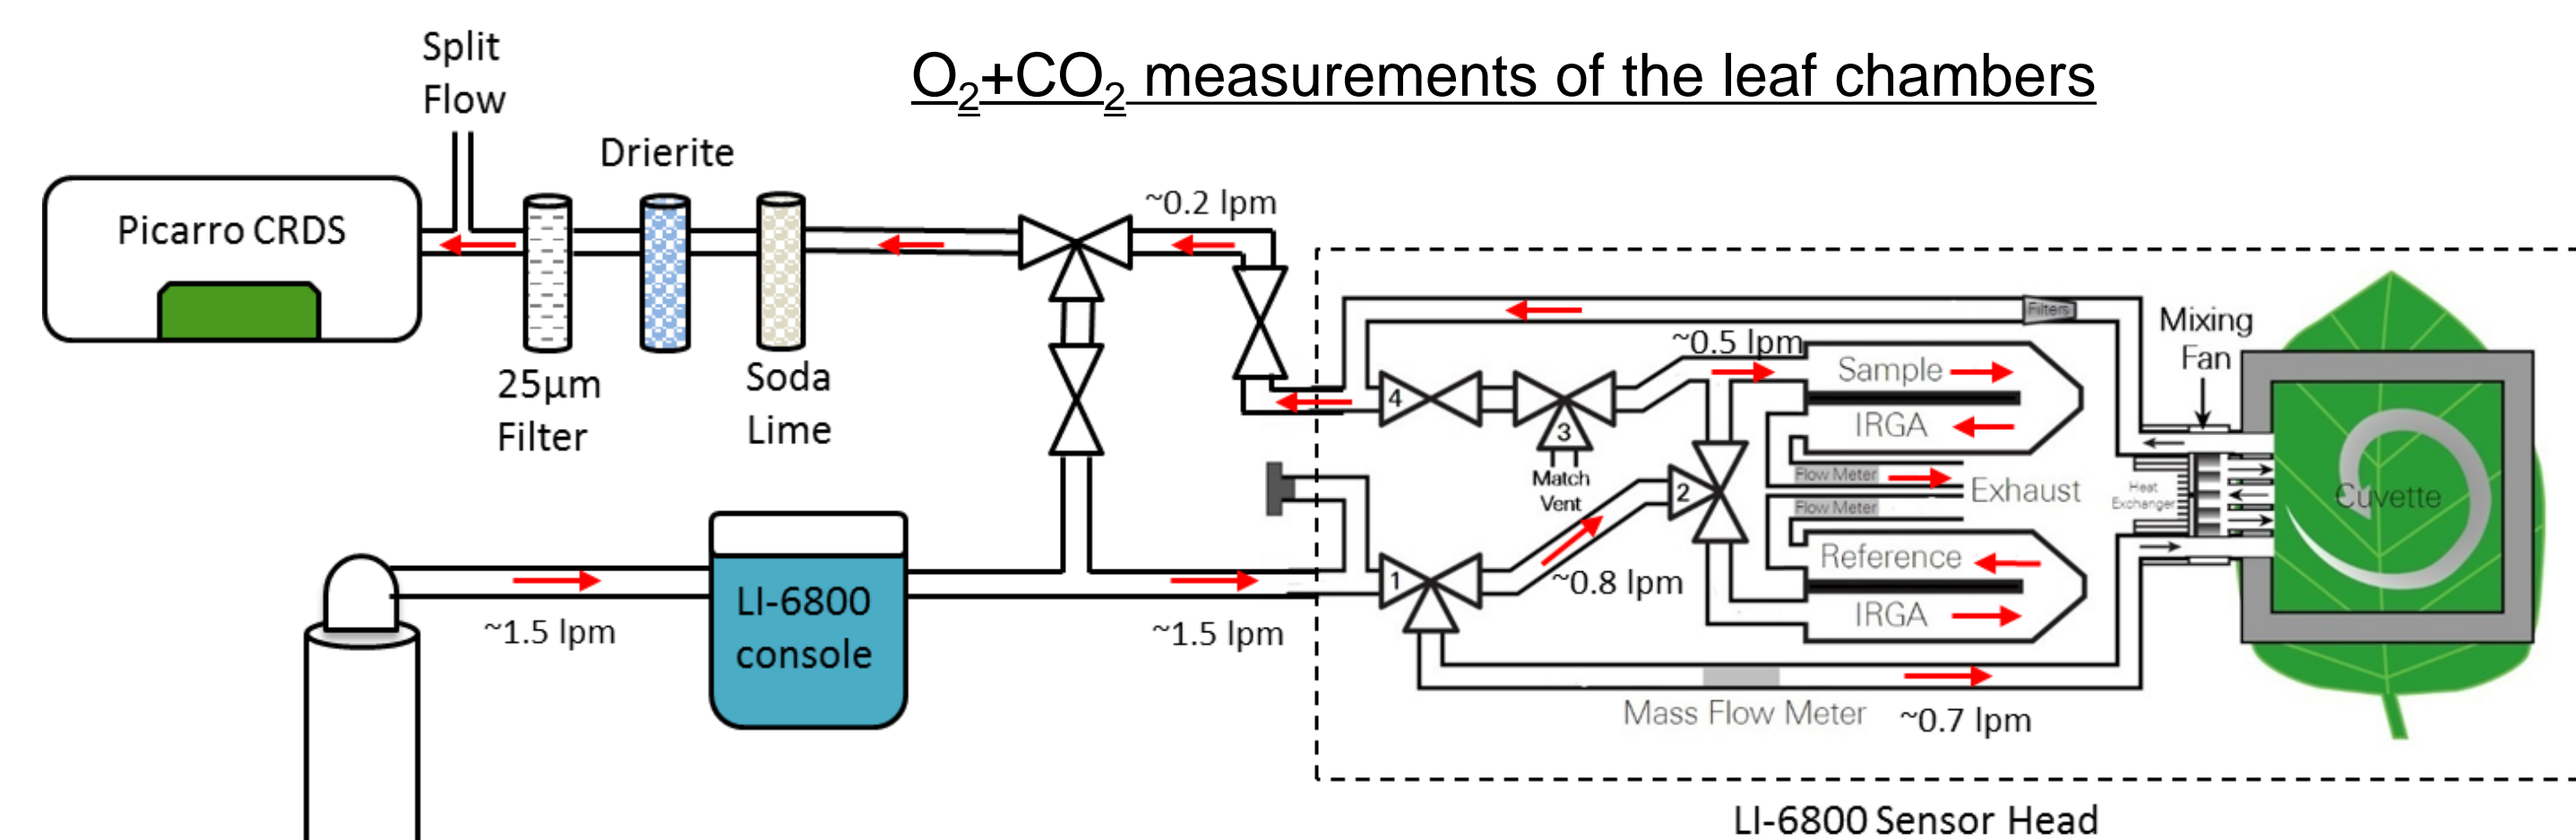 O₂+CO₂ measurements of the leaf chambers
Split
Flow
Drierite
Picarro CRDS
25µm
Filter
Soda
Lime
~0.2 lpm
~0.5 lpm
Filters
Mixing
Fan
Sample
IRGA
4
3
Match
Vent
2
Flow Meter
Exhaust
Flow Meter
Heat
Exchanger
Cuvette
Reference
IRGA
1
~0.8 lpm
~1.5 lpm
LI-6800
console
~1.5 lpm
Mass Flow Meter
~0.7 lpm
LI-6800 Sensor Head